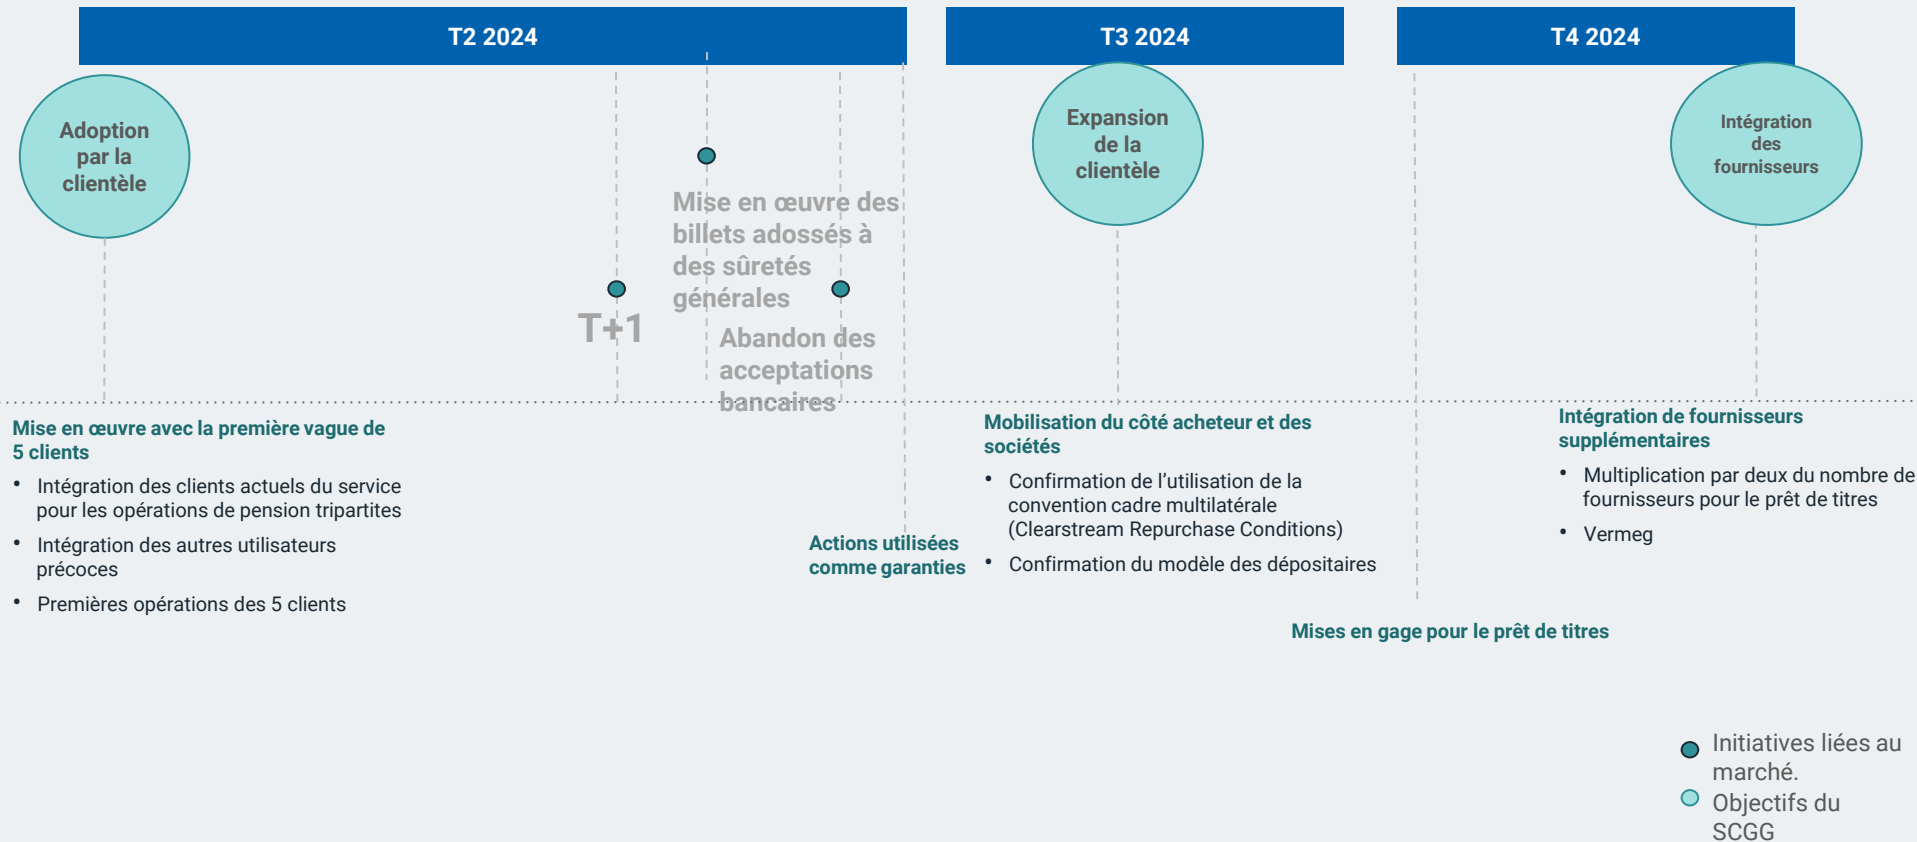 T2 2024
T3 2024
T4 2024
Adoption
par la
clientèle
Expansion
de la
clientèle
Intégration
des
fournisseurs
Mise en œuvre des
billets adossés à
des sûretés
générales
T+1
Abandon des
acceptations
bancaires
Mise en œuvre avec la première vague de
5 clients
• Intégration des clients actuels du service
pour les opérations de pension tripartites
• Intégration des autres utilisateurs
précoces
• Premières opérations des 5 clients
Actions utilisées
comme garanties
Mobilisation du côté acheteur et des
sociétés
• Confirmation de l'utilisation de la
convention cadre multilatérale
(Clearstream Repurchase Conditions)
• Confirmation du modèle des dépositaires
Mises en gage pour le prêt de titres
Intégration de fournisseurs
supplémentaires
• Multiplication par deux du nombre de
fournisseurs pour le prêt de titres
• Vermeg
Initiatives liées au
marché.
Objectifs du
SCGG